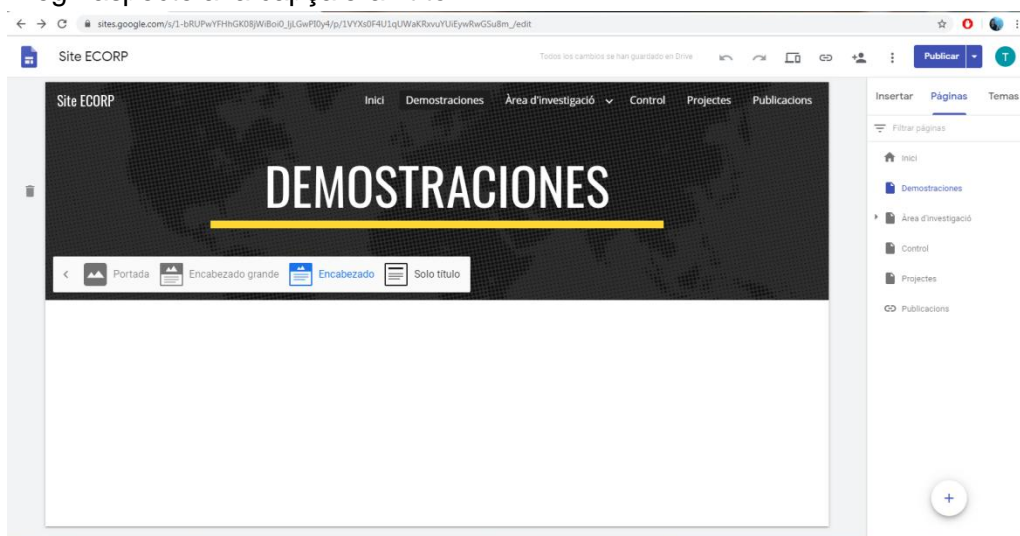 sites.google.com/s/1-bRUPwYFHhGK08jWiBoi0_ljLGwPI0y4/p/1VYXs0F4U1qUWaKRxvuYUiEywRwGSu8m_/edit
Site ECORP
Todos los cambios se han guardado en Drive
Publicar
T
Site ECORP
Inici Demostraciones Àrea d'investigació Control Projectes Publicacions
DEMOSTRACIONES
Portada Encabezado grande Encabezado Solo título
Insertar Páginas Temas
Filtrar páginas
Inici
Demostraciones
Àrea d'investigació
Control
Projectes
Publicacions